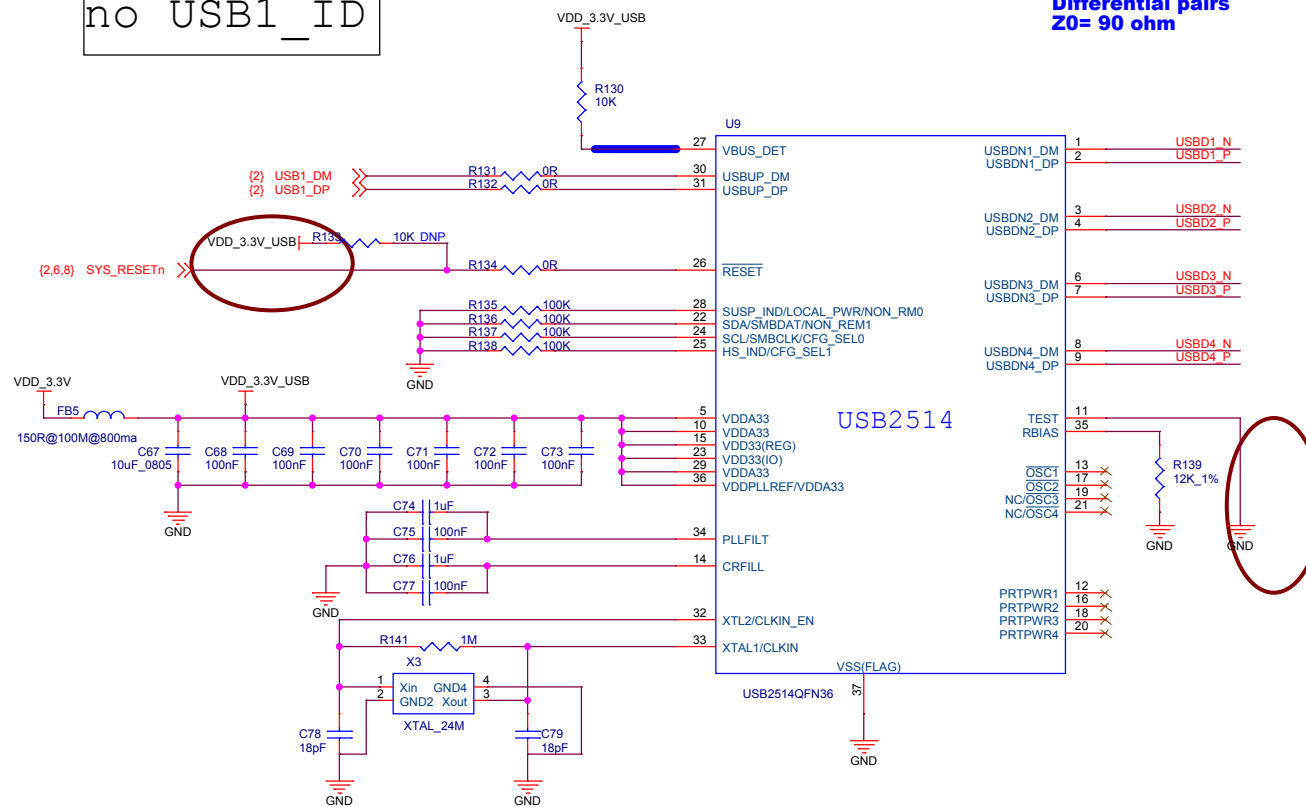 no USB1_ID
Differential pairs
Z0= 90 ohm
VDD_3.3V_USB
R130
10K
U9
27 VBUS_DET
30 USBUP_DM
31 USBUP_DP
{2} USB1_DM
{2} USB1_DP
R131 0R
R132 0R
VDD_3.3V_USB
R133 10K DNP
{2,6,8} SYS_RESETn
R134 0R
26 RESET
R135 100K
R136 100K
R137 100K
R138 100K
GND
28 SUSP_IND/LOCAL_PWR/NON_RM0
22 SDA/SMBDAT/NON_REM1
24 SCL/SMBCLK/CFG_SEL0
25 HS_IND/CFG_SEL1
VDD_3.3V
VDD_3.3V_USB
FB5
150R@100M@800ma
C67
10uF_0805
C68
100nF
C69
100nF
C70
100nF
C71
100nF
C72
100nF
C73
100nF
GND
5 VDDA33
10 VDDA33
15 VDD33(REG)
23 VDD33(IO)
29 VDDA33
36 VDDPLLREF/VDDA33
C74 1uF
C75 100nF
C76 1uF
C77 100nF
GND
34 PLLFILT
14 CRFILL
32 XTL2/CLKIN_EN
33 XTAL1/CLKIN
R141 1M
X3
1 Xin GND4 4
2 GND2 Xout 3
XTAL_24M
C78
18pF
C79
18pF
GND
GND
USB2514
USBDN1_DM 1 USBD1_N
USBDN1_DP 2 USBD1_P
USBDN2_DM 3 USBD2_N
USBDN2_DP 4 USBD2_P
USBDN3_DM 6 USBD3_N
USBDN3_DP 7 USBD3_P
USBDN4_DM 8 USBD4_N
USBDN4_DP 9 USBD4_P
TEST 11
RBIAS 35
R139
12K_1%
GND
GND
OSC1 13
OSC2 17
NC/OSC3 19
NC/OSC4 21
PRTPWR1 12
PRTPWR2 16
PRTPWR3 18
PRTPWR4 20
VSS(FLAG)
37
USB2514QFN36
GND